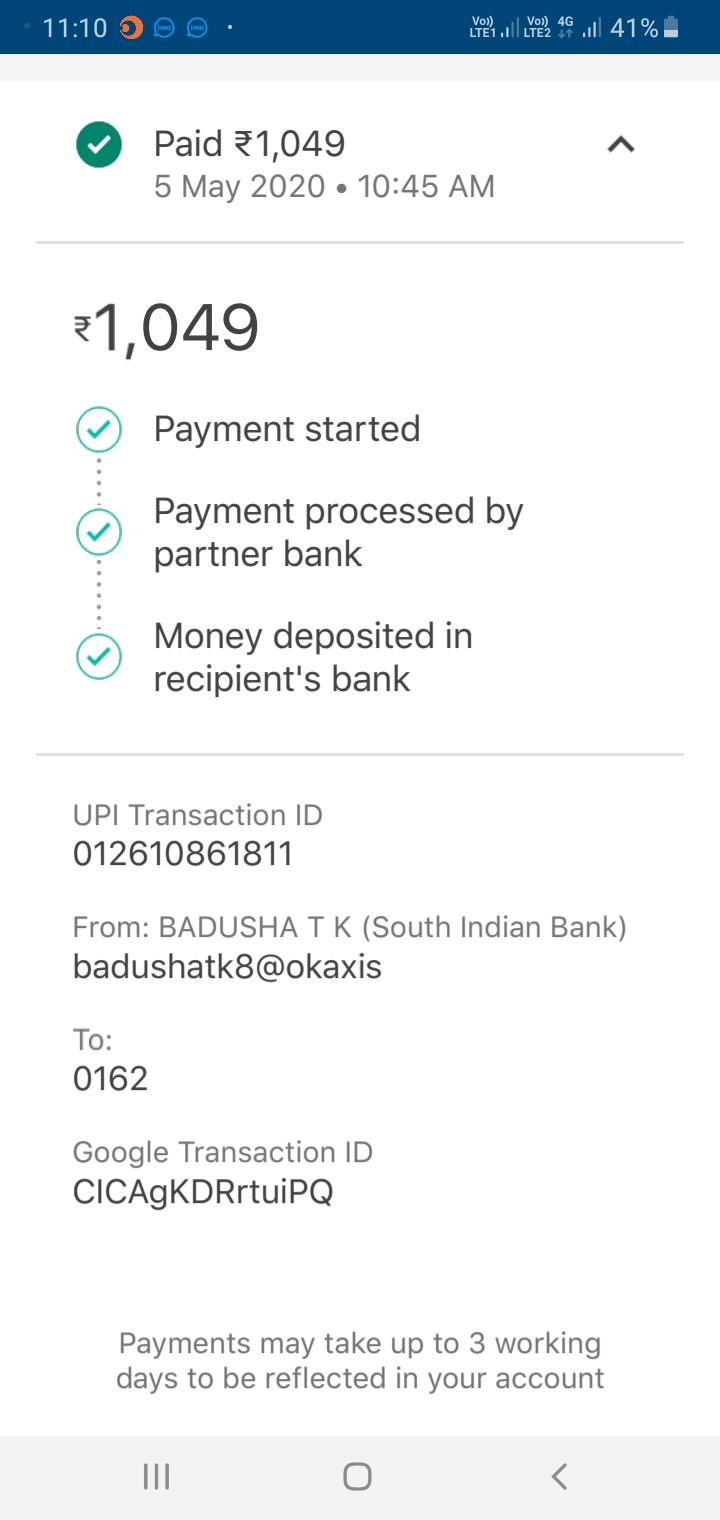 11:10 imo imo
Vo) LTE1 Vo) LTE2 4G 41%
Paid ₹1,049
5 May 2020 • 10:45 AM
₹1,049
Payment started
Payment processed by
partner bank
Money deposited in
recipient's bank
UPI Transaction ID
012610861811
From: BADUSHA T K (South Indian Bank)
badushatk8@okaxis
To:
0162
Google Transaction ID
CICAgKDRrtuiPQ
Payments may take up to 3 working
days to be reflected in your account